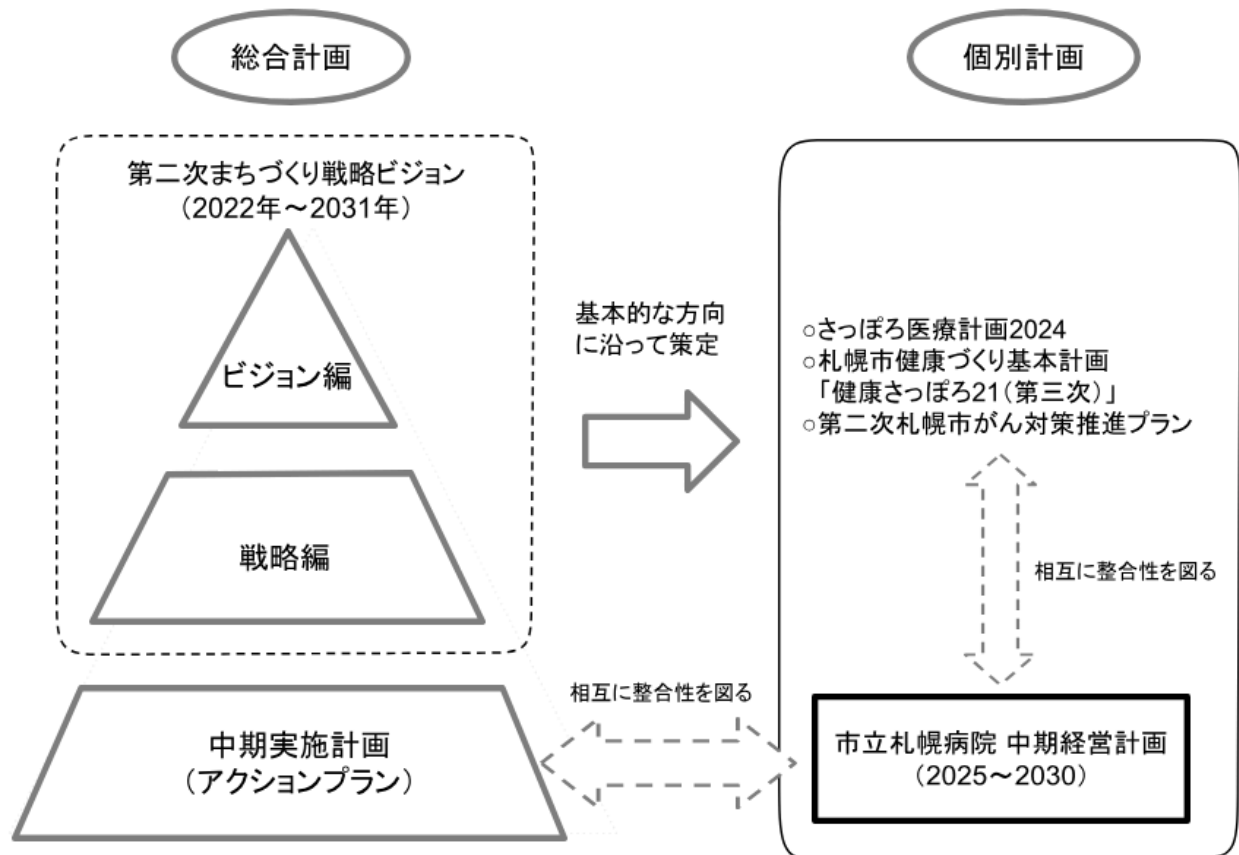 総合計画
個別計画
第二次まちづくり戦略ビジョン
（2022年～2031年）
ビジョン編
戦略編
中期実施計画
（アクションプラン）
基本的な方向
に沿って策定
○さっぽろ医療計画2024
○札幌市健康づくり基本計画
「健康さっぽろ21（第三次）」
○第二次札幌市がん対策推進プラン
相互に整合性を図る
相互に整合性を図る
市立札幌病院 中期経営計画
（2025～2030）